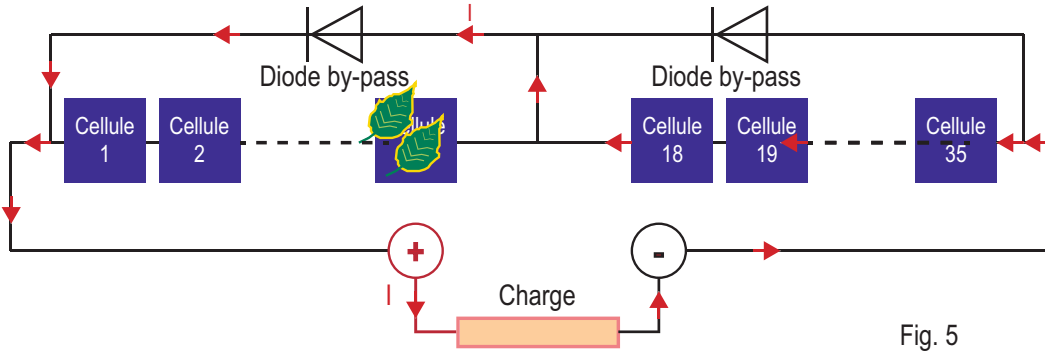 I
Diode by-pass
Diode by-pass
Cellule
1
Cellule
2
Cellule
18
Cellule
19
Cellule
35
+
-
I
Charge
Fig. 5